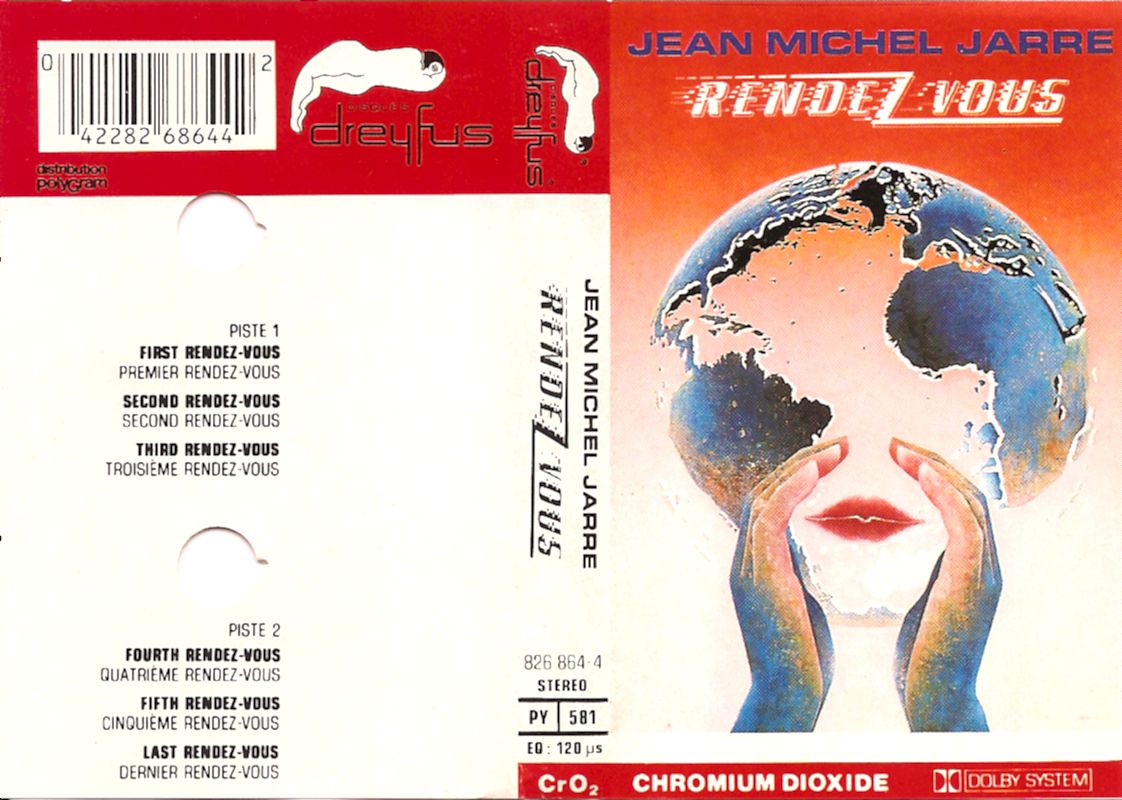 0 42282 68644 2
distribution
polyGram
DISQUES
dreyfus
PISTE 1
FIRST RENDEZ-VOUS
PREMIER RENDEZ-VOUS
SECOND RENDEZ-VOUS
SECOND RENDEZ-VOUS
THIRD RENDEZ-VOUS
TROISIÈME RENDEZ-VOUS
PISTE 2
FOURTH RENDEZ-VOUS
QUATRIÈME RENDEZ-VOUS
FIFTH RENDEZ-VOUS
CINQUIÈME RENDEZ-VOUS
LAST RENDEZ-VOUS
DERNIER RENDEZ-VOUS
DISQUES
dreyfus
JEAN MICHEL JARRE
RENDEZ VOUS
826 864-4
STEREO
PY 581
EQ: 120 µs
CrO₂
JEAN MICHEL JARRE
RENDEZ VOUS
CHROMIUM DIOXIDE
DOLBY SYSTEM